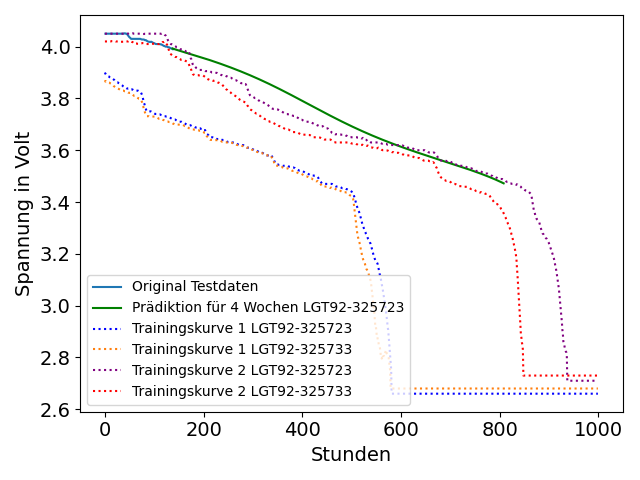 Spannung in Volt
4.0
3.8
3.6
3.4
3.2
3.0
2.8
2.6
Original Testdaten
Prädiktion für 4 Wochen LGT92-325723
Trainingskurve 1 LGT92-325723
Trainingskurve 1 LGT92-325733
Trainingskurve 2 LGT92-325723
Trainingskurve 2 LGT92-325733
0 200 400 600 800 1000
Stunden